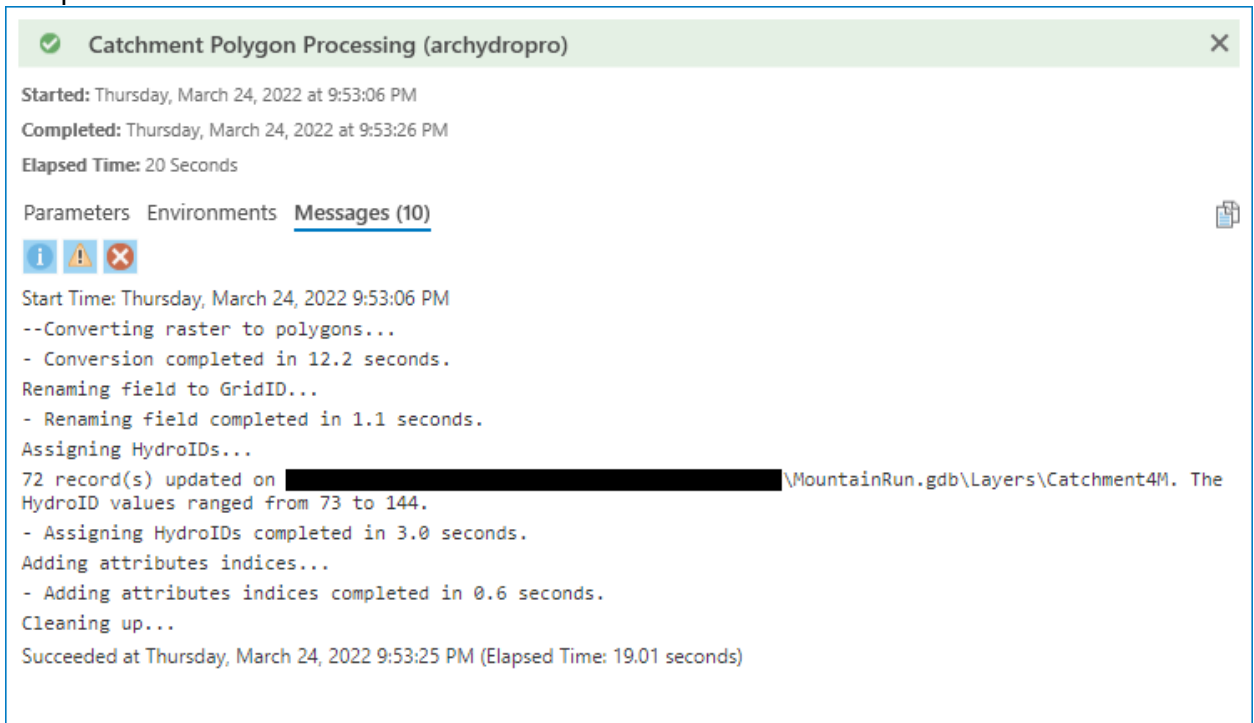 Catchment Polygon Processing (archydropro)
Started: Thursday, March 24, 2022 at 9:53:06 PM
Completed: Thursday, March 24, 2022 at 9:53:26 PM
Elapsed Time: 20 Seconds
Parameters Environments Messages (10)
Start Time: Thursday, March 24, 2022 9:53:06 PM
--Converting raster to polygons...
- Conversion completed in 12.2 seconds.
Renaming field to GridID...
- Renaming field completed in 1.1 seconds.
Assigning HydroIDs...
72 record(s) updated on \MountainRun.gdb\Layers\Catchment4M. The
HydroID values ranged from 73 to 144.
- Assigning HydroIDs completed in 3.0 seconds.
Adding attributes indices...
- Adding attributes indices completed in 0.6 seconds.
Cleaning up...
Succeeded at Thursday, March 24, 2022 9:53:25 PM (Elapsed Time: 19.01 seconds)